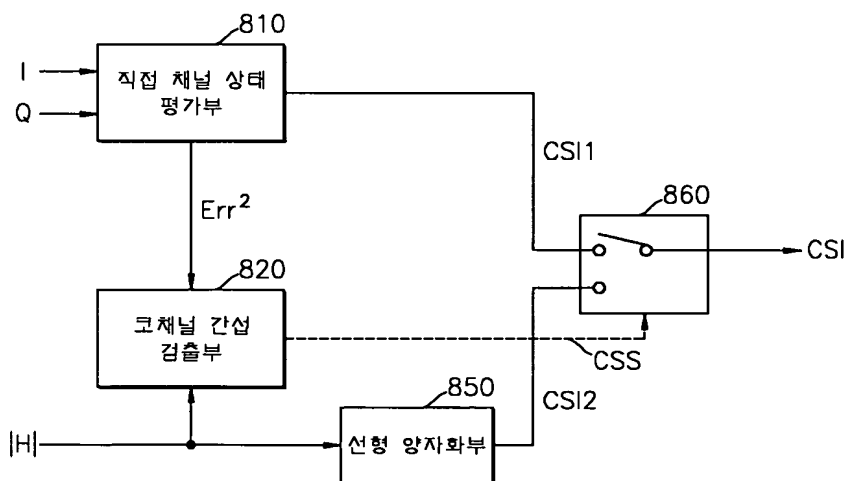 810
I
Q
직접 채널 상태
평가부
CSI1
Err²
860
CSI
820
코채널 간섭
검출부
CSS
CSI2
850
|H|
선형 양자화부